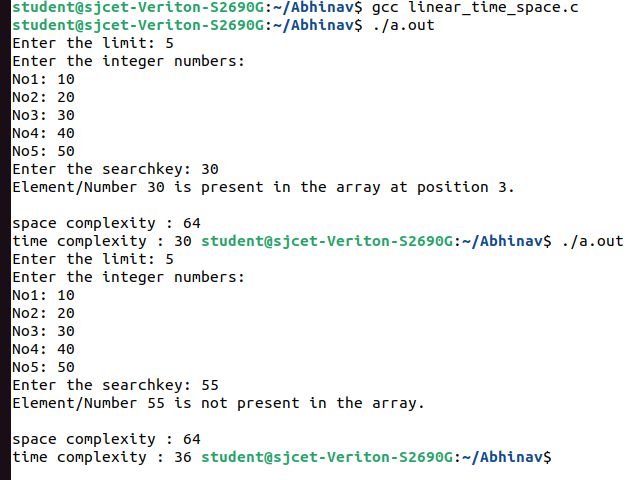 student@sjcet-Veriton-S2690G:~/Abhinav$ gcc linear_time_space.c
student@sjcet-Veriton-S2690G:~/Abhinav$ ./a.out
Enter the limit: 5
Enter the integer numbers:
No1: 10
No2: 20
No3: 30
No4: 40
No5: 50
Enter the searchkey: 30
Element/Number 30 is present in the array at position 3.
space complexity : 64
time complexity : 30 student@sjcet-Veriton-S2690G:~/Abhinav$ ./a.out
Enter the limit: 5
Enter the integer numbers:
No1: 10
No2: 20
No3: 30
No4: 40
No5: 50
Enter the searchkey: 55
Element/Number 55 is not present in the array.
space complexity : 64
time complexity : 36 student@sjcet-Veriton-S2690G:~/Abhinav$